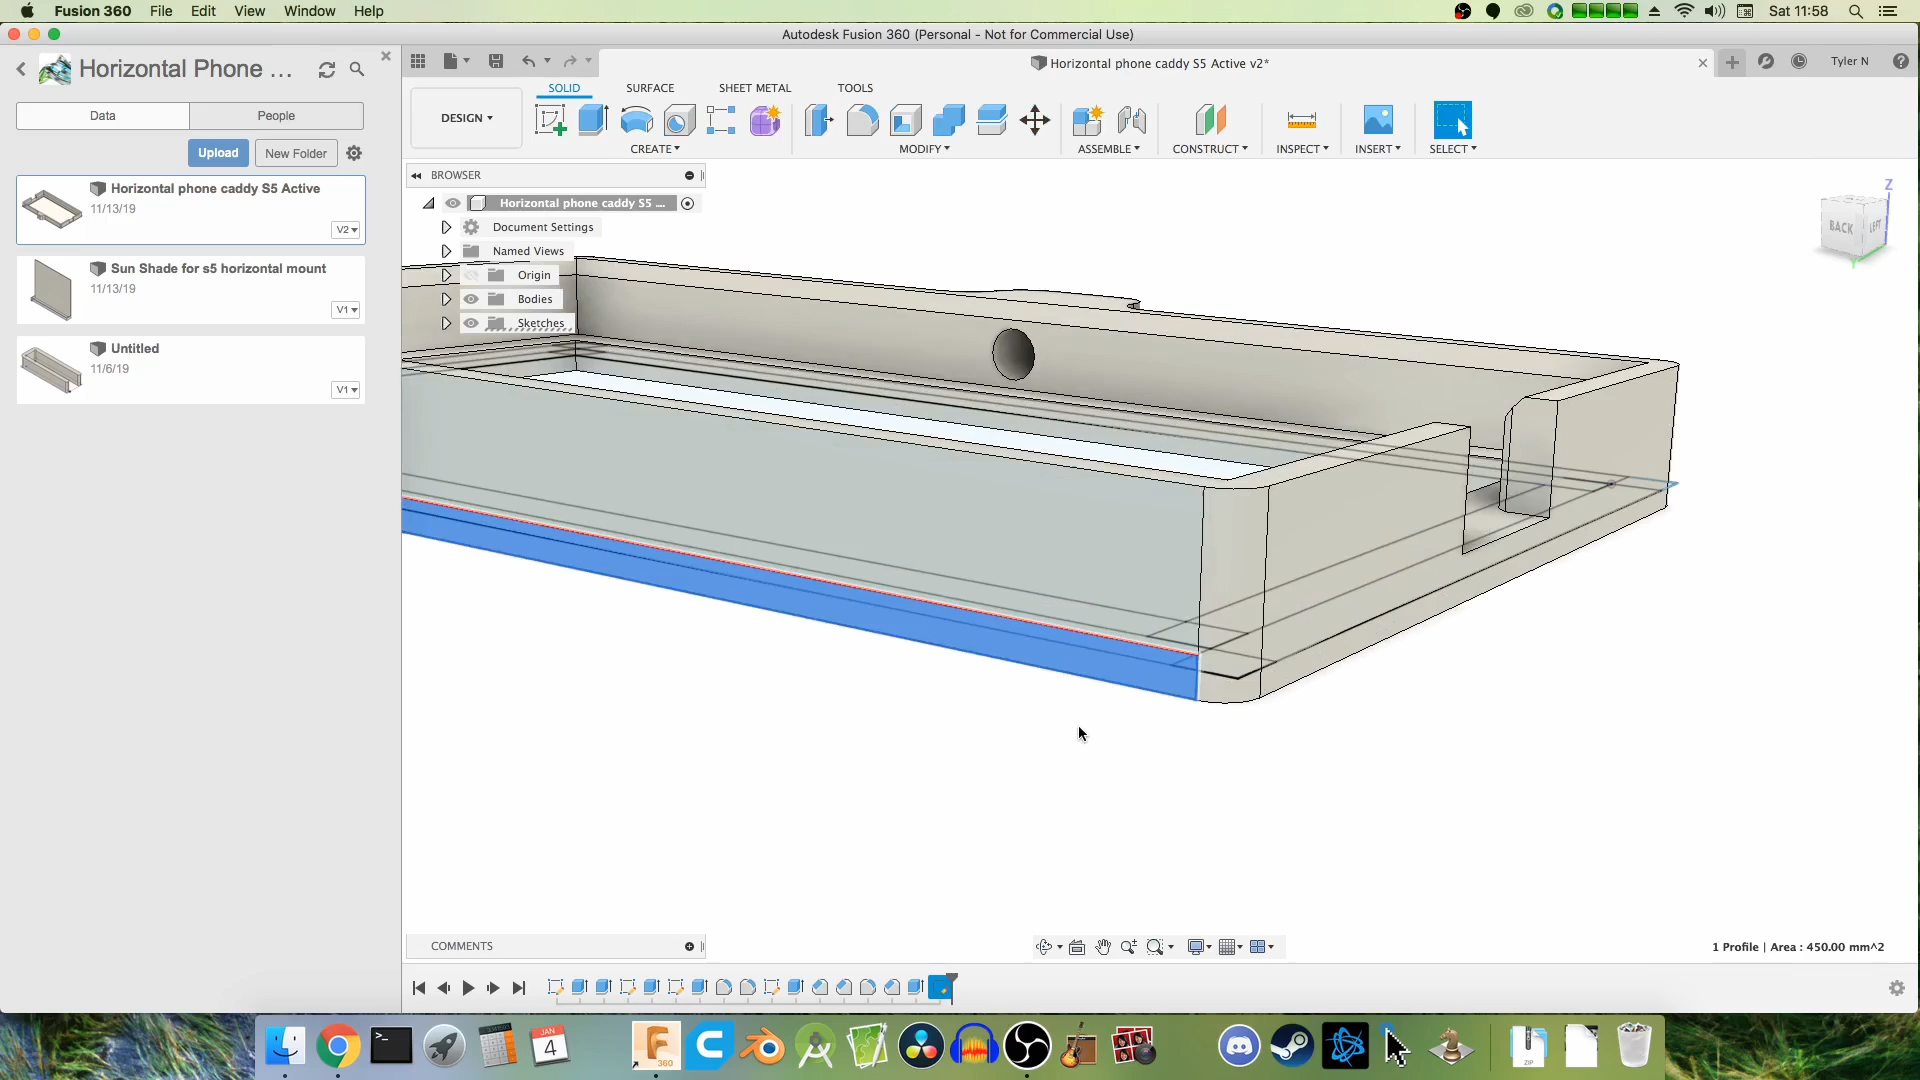 Fusion 360 File Edit View Window Help Sat 11:58
Autodesk Fusion 360 (Personal - Not for Commercial Use)
Horizontal Phone ...
Horizontal phone caddy S5 Active v2*
Tyler N
Data People
Upload New Folder
Horizontal phone caddy S5 Active
11/13/19
V2
Sun Shade for s5 horizontal mount
11/13/19
V1
Untitled
11/6/19
V1
SOLID SURFACE SHEET METAL TOOLS
DESIGN
CREATE MODIFY ASSEMBLE CONSTRUCT INSPECT INSERT SELECT
BROWSER
Horizontal phone caddy S5 ...
Document Settings
Named Views
Origin
Bodies
Sketches
Z
BACK LEFT
Y
COMMENTS
1 Profile | Area : 450.00 mm^2
JAN
4
F
360
ZIP